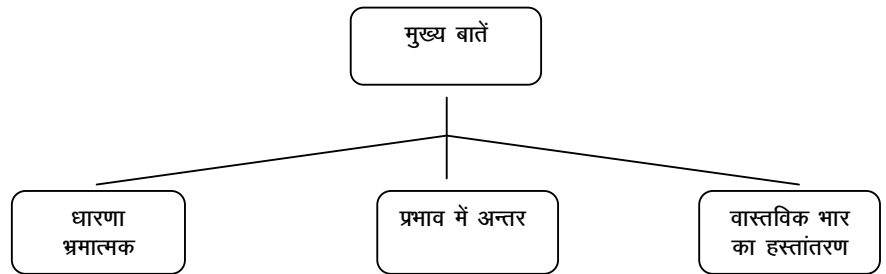 मुख्य बातें
धारणा
भ्रमात्मक
प्रभाव में अन्तर
वास्तविक भार
का हस्तांतरण